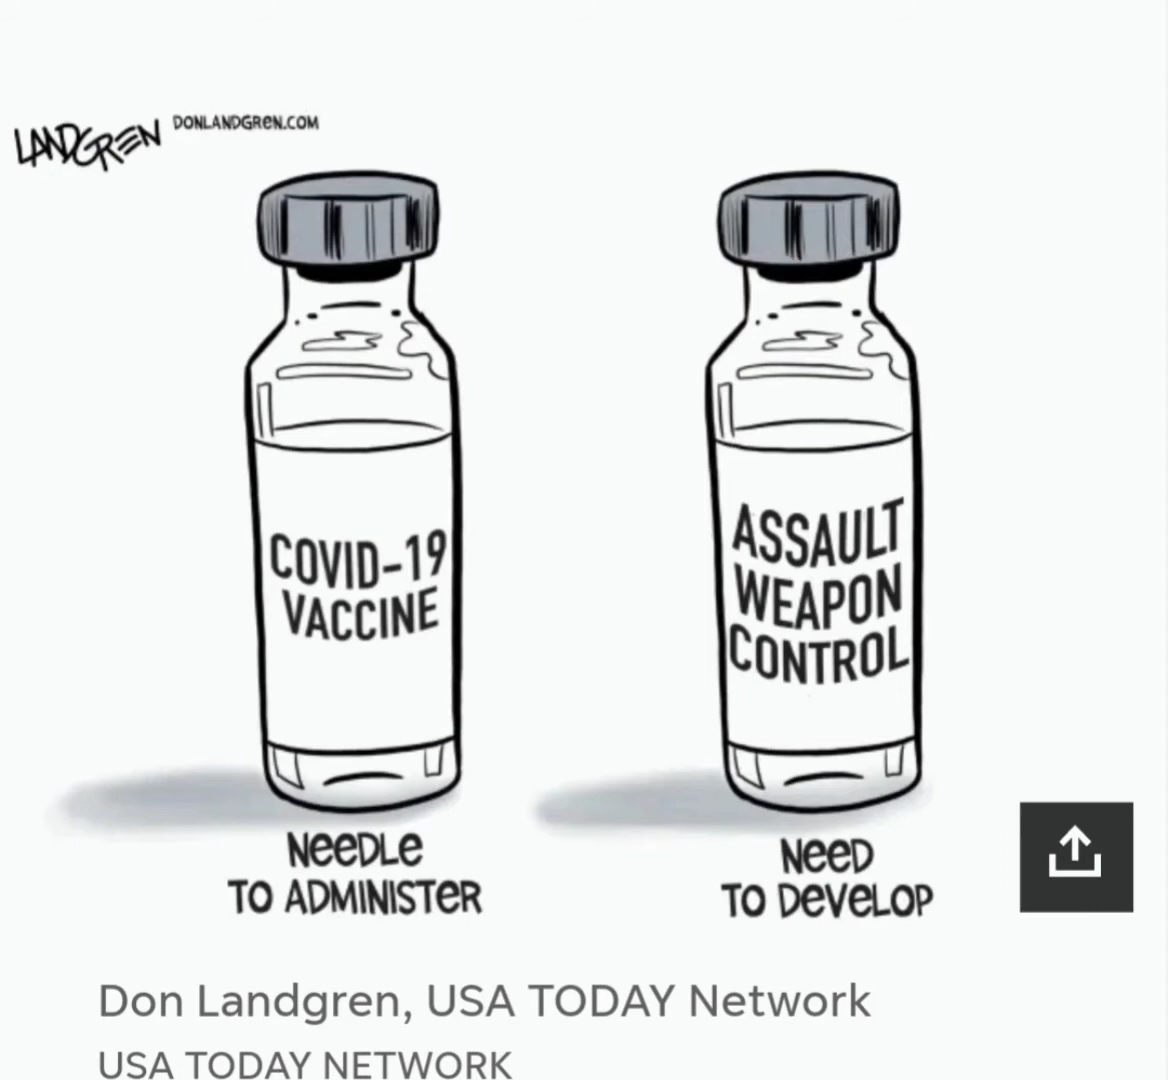 LANDGREN DONLANDGREN.COM
COVID-19
VACCINE
NEEDLE
TO ADMINISTER
ASSAULT
WEAPON
CONTROL
NEED
TO DEVELOP
Don Landgren, USA TODAY Network
USA TODAY NETWORK